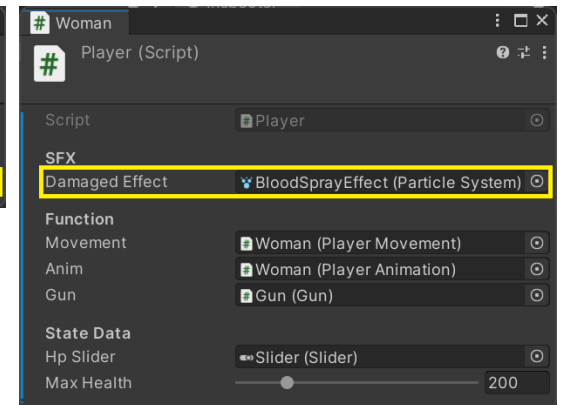 Woman
Player (Script)
Script Player
SFX
Damaged Effect BloodSprayEffect (Particle System)
Function
Movement Woman (Player Movement)
Anim Woman (Player Animation)
Gun Gun (Gun)
State Data
Hp Slider Slider (Slider)
Max Health 200